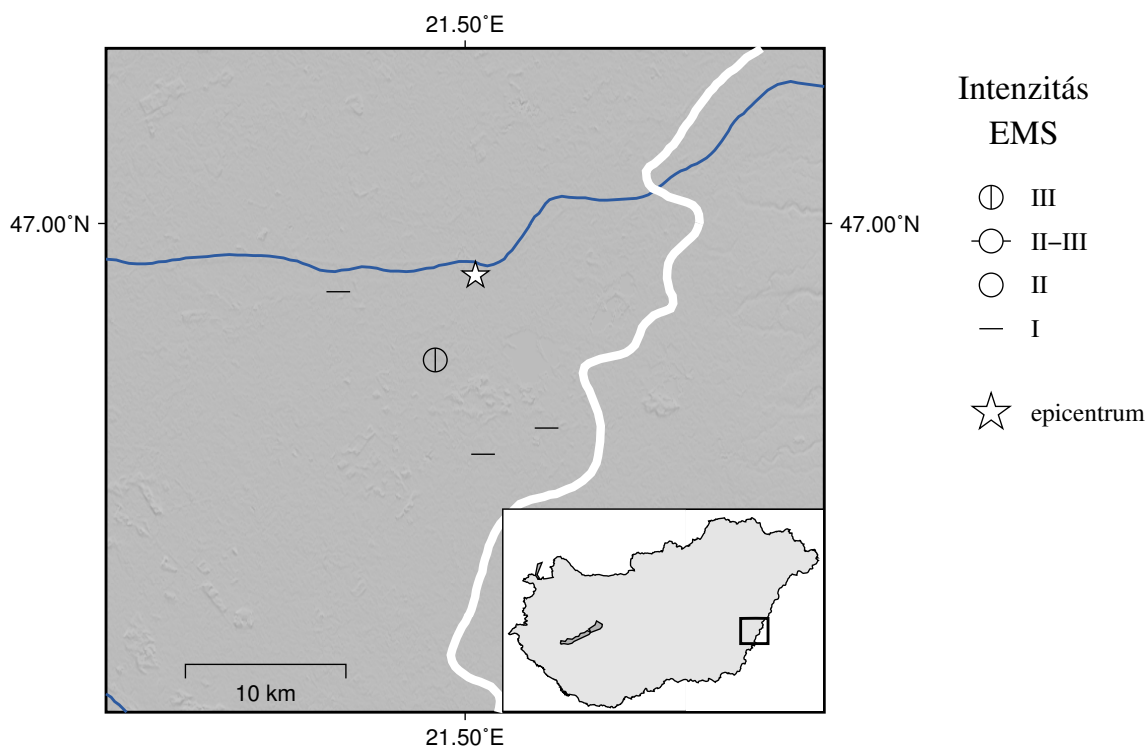 21.50˚E
Intenzitás
EMS
III
47.00˚N
47.00˚N
II–III
II
I
epicentrum
10 km
21.50˚E